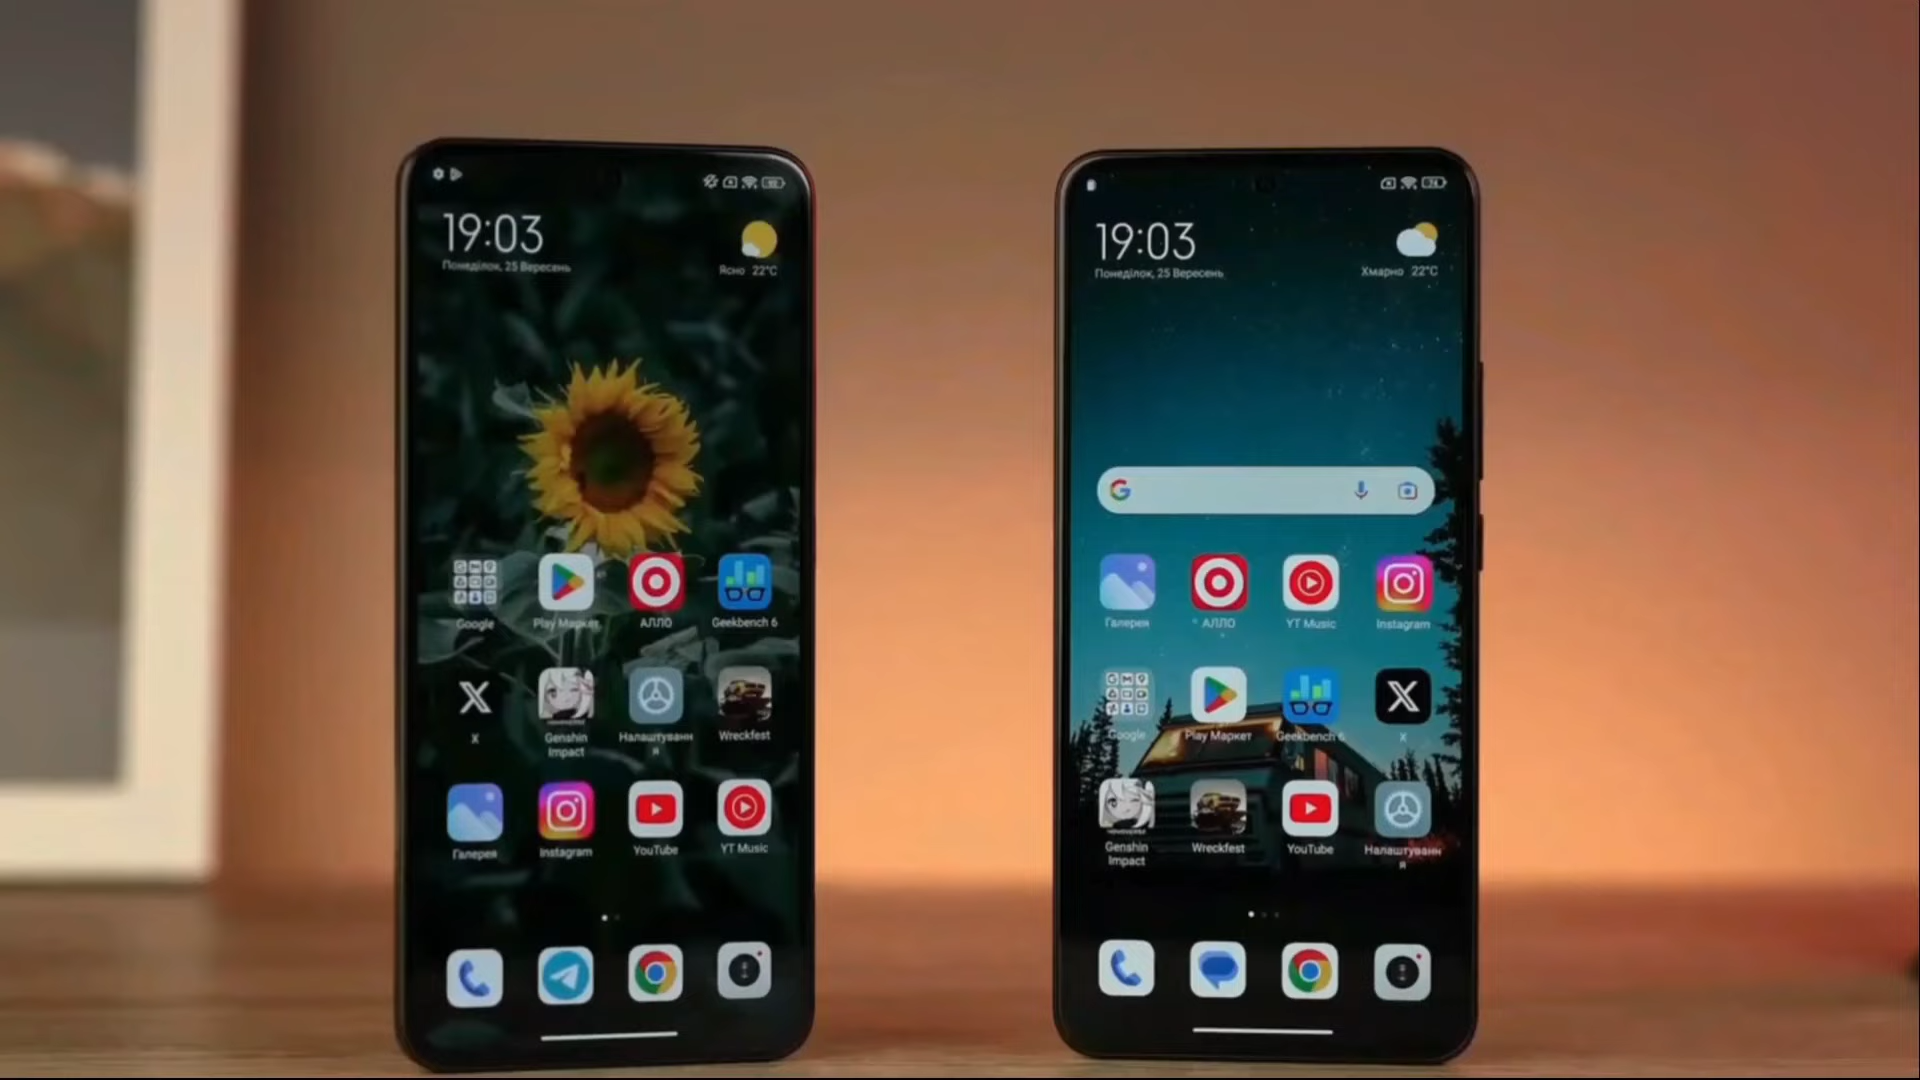 19:03
Понеділок, 25 Вересень
Ясно 22°C
Google
Play Маркет
АЛЛО
Geekbench 6
X
Genshin
Impact
Налаштуванн
я
Wreckfest
Галерея
Instagram
YouTube
YT Music
19:03
Понеділок, 25 Вересень
Хмарно 22°C
Галерея
АЛЛО
YT Music
Instagram
Google
Play Маркет
Geekbench 6
X
Genshin
Impact
Wreckfest
YouTube
Налаштуванн
я